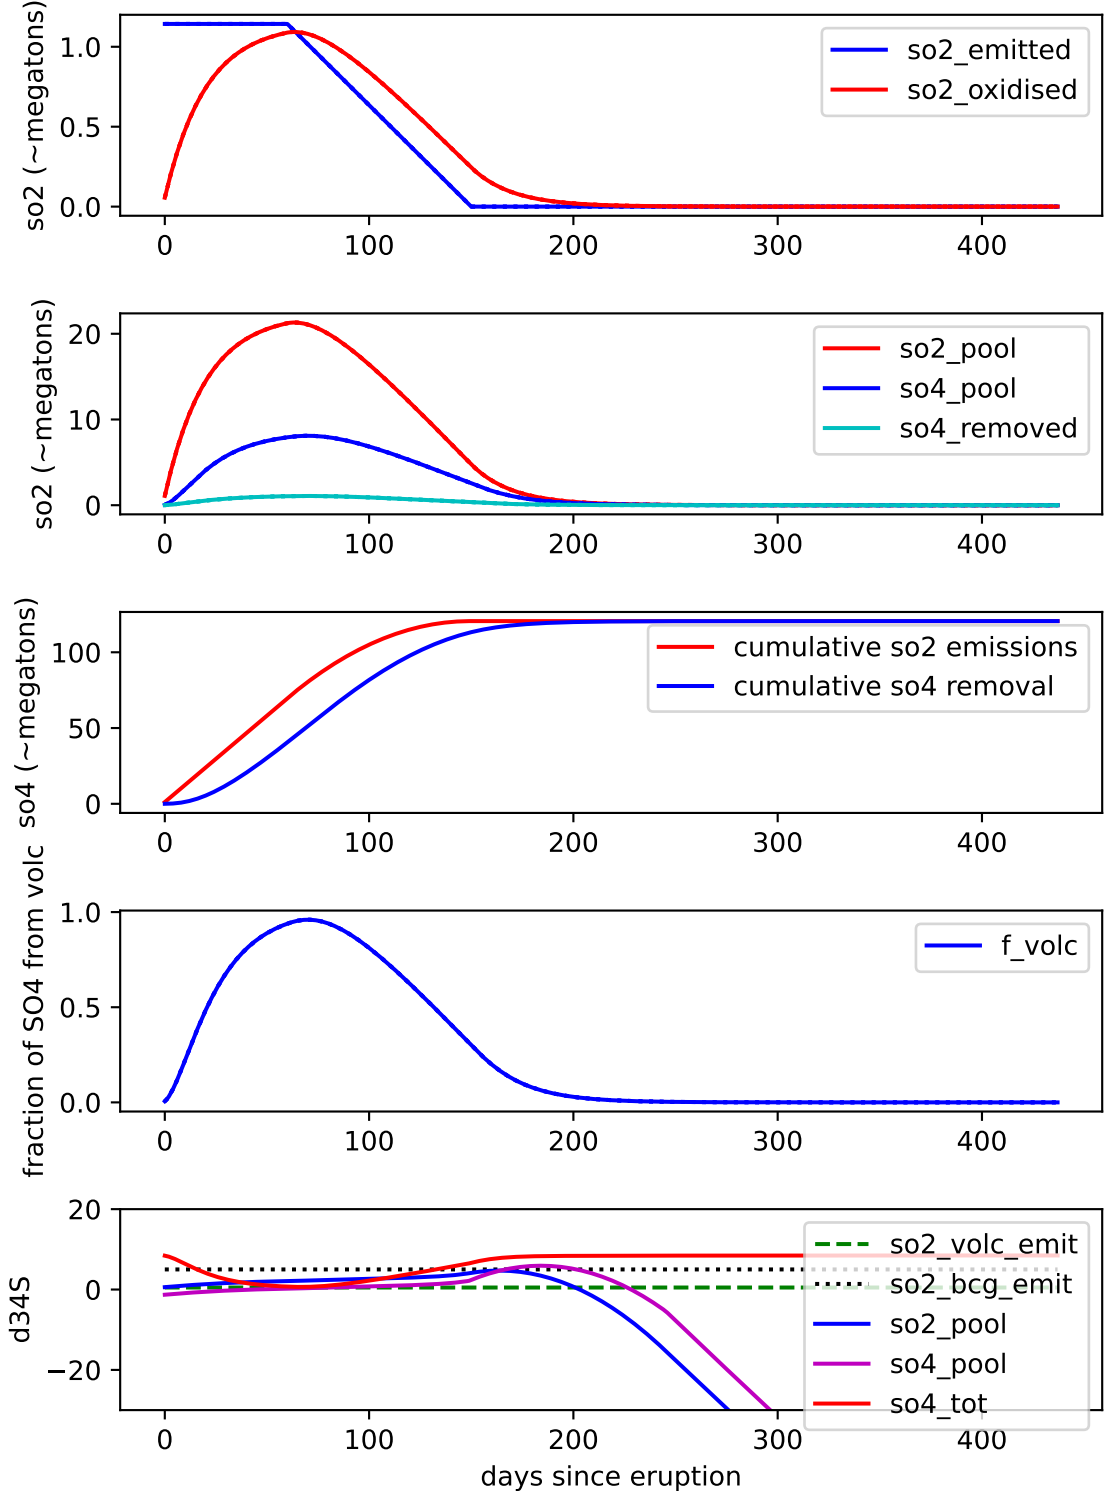 so2 (~megatons)
1.0
0.5
0.0
so2_emitted
so2_oxidised
0 100 200 300 400
so2 (~megatons)
20
10
0
so2_pool
so4_pool
so4_removed
0 100 200 300 400
so4 (~megatons)
100
50
0
cumulative so2 emissions
cumulative so4 removal
0 100 200 300 400
fraction of SO4 from volc
1.0
0.5
0.0
f_volc
0 100 200 300 400
d34S
20
0
−20
so2_volc_emit
so2_bcg_emit
so2_pool
so4_pool
so4_tot
0 100 200 300 400
days since eruption